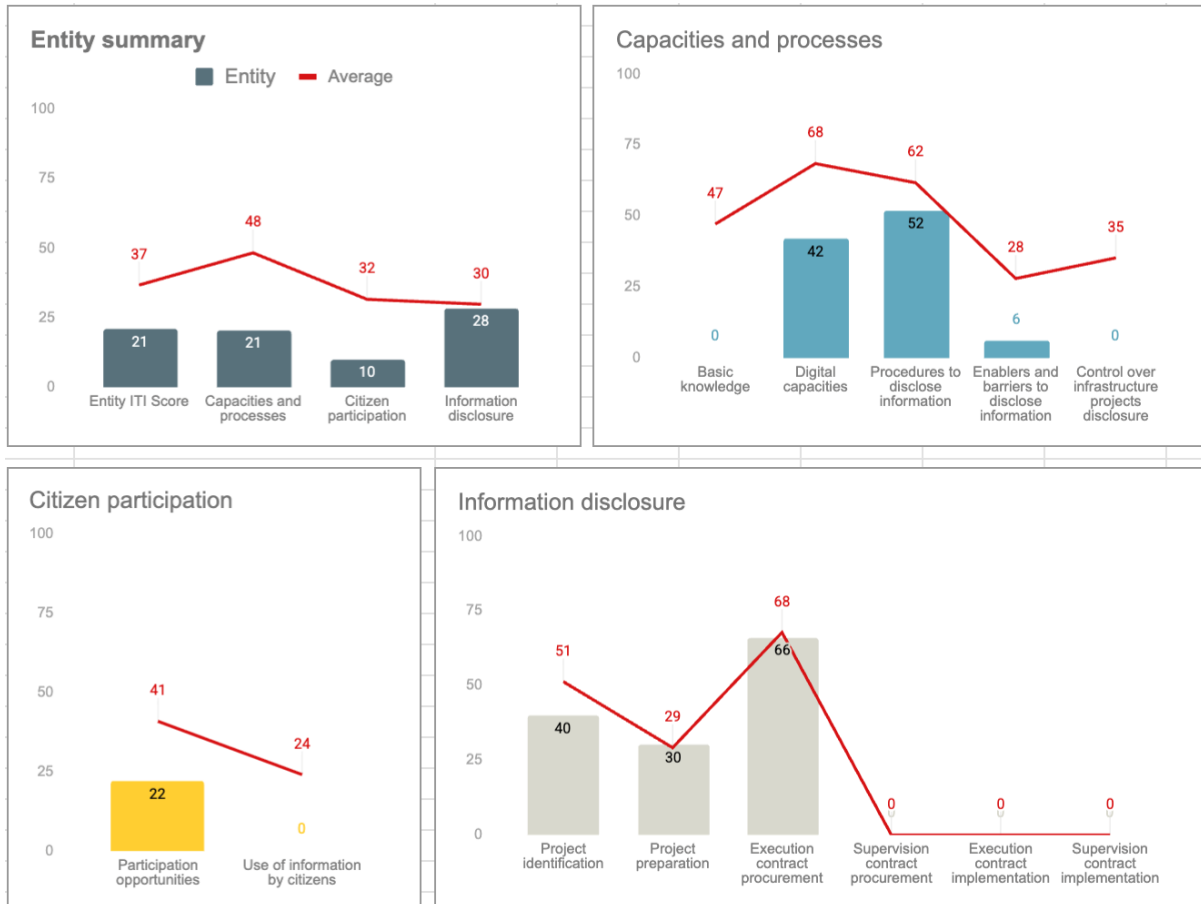 Entity summary
Entity Average
100
75
50
25
0
37
48
32
30
21
21
10
28
Entity ITI Score
Capacities and
processes
Citizen
participation
Information
disclosure
Capacities and processes
100
75
50
25
0
47
68
62
28
35
0
42
52
6
0
Basic
knowledge
Digital
capacities
Procedures to
disclose
information
Enablers and
barriers to
disclose
information
Control over
infrastructure
projects
disclosure
Citizen participation
100
75
50
25
0
41
24
22
0
Participation
opportunities
Use of information
by citizens
Information disclosure
100
75
50
25
0
51
29
68
0
0
0
40
30
66
0
0
0
Project
identification
Project
preparation
Execution
contract
procurement
Supervision
contract
procurement
Execution
contract
implementation
Supervision
contract
implementation